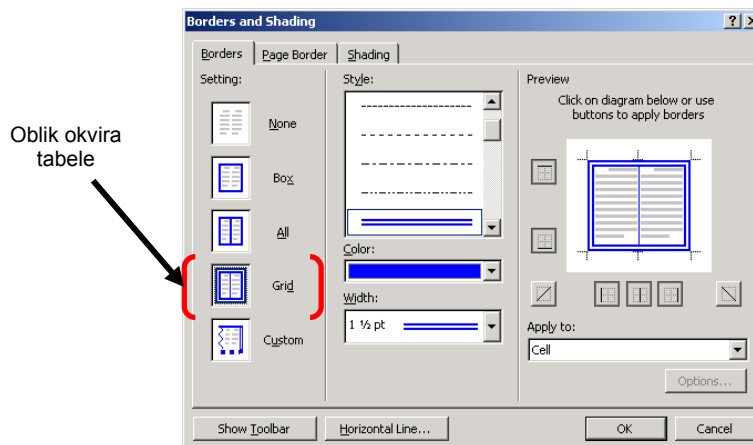 Borders and Shading
Borders
Page Border
Shading
Setting:
None
Box
All
Grid
Custom
Oblik okvira
tabele
Style:
Color:
Width:
1 ½ pt
Preview
Click on diagram below or use
buttons to apply borders
Apply to:
Cell
Options...
Show Toolbar
Horizontal Line...
OK
Cancel